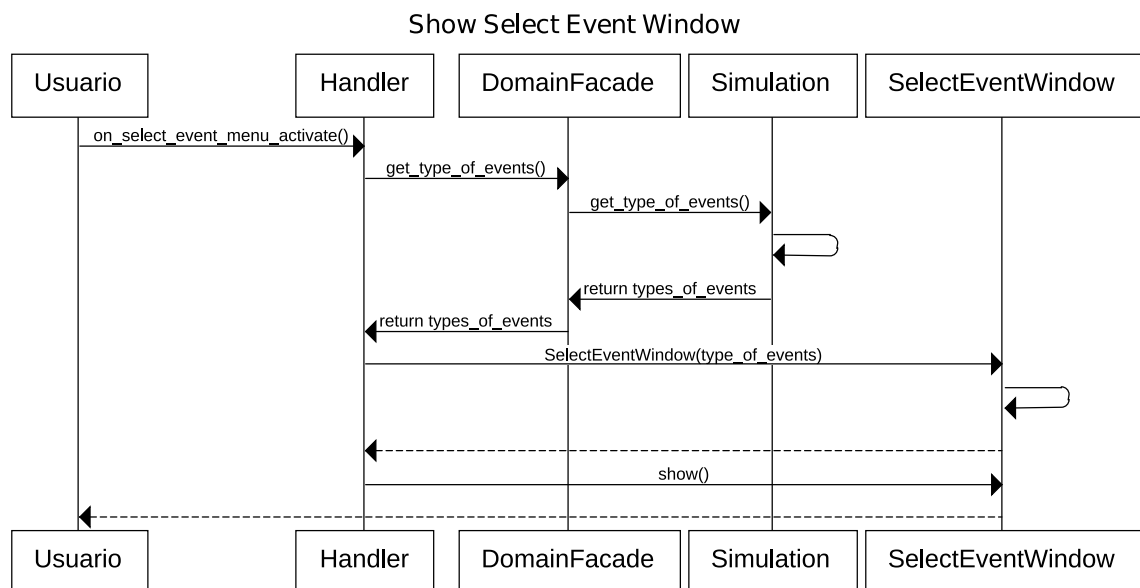 Show Select Event Window
Usuario Handler DomainFacade Simulation SelectEventWindow
on_select_event_menu_activate()
get_type_of_events()
get_type_of_events()
return types_of_events
return types_of_events
SelectEventWindow(type_of_events)
show()
Usuario Handler DomainFacade Simulation SelectEventWindow